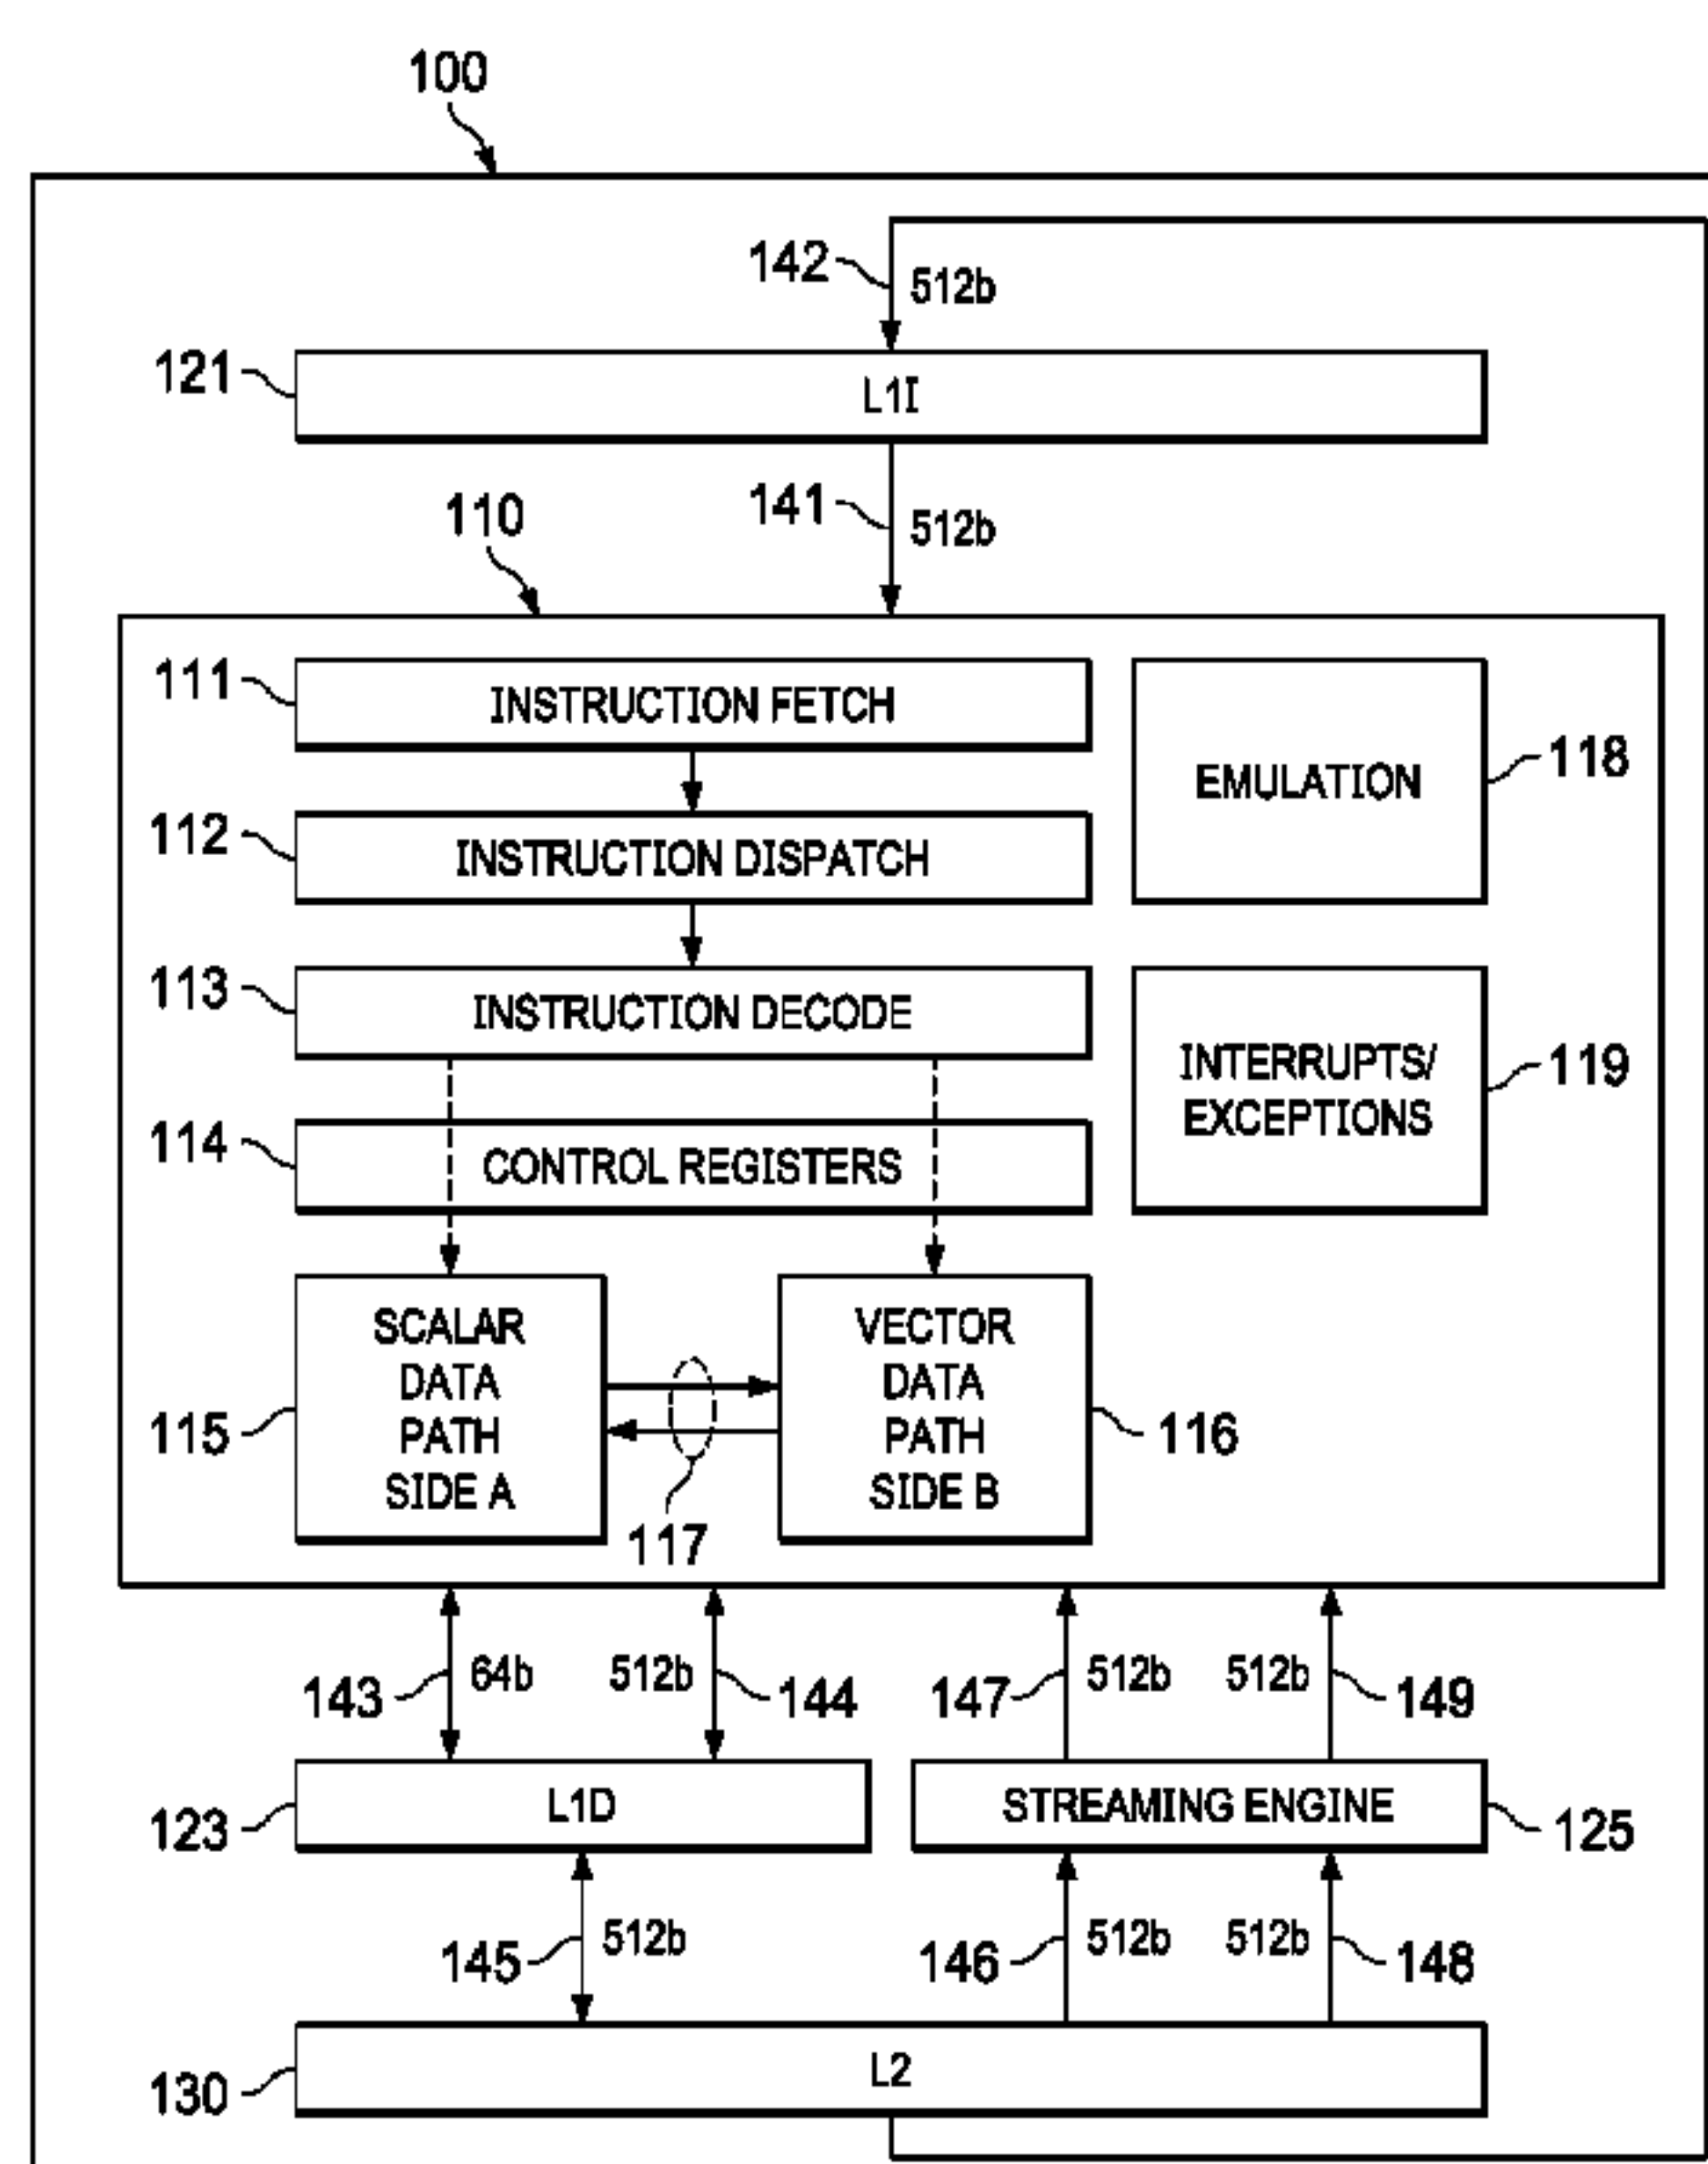 100
142 512b
121 L1I
141 512b
110
111 INSTRUCTION FETCH
EMULATION 118
112 INSTRUCTION DISPATCH
113 INSTRUCTION DECODE
INTERRUPTS/
EXCEPTIONS
119
114 CONTROL REGISTERS
SCALAR
DATA
PATH
SIDE A
115
VECTOR
DATA
PATH
SIDE B
116
117
143 64b 512b 144 147 512b 512b 149
123 L1D STREAMING ENGINE 125
145 512b 146 512b 512b 148
130 L2